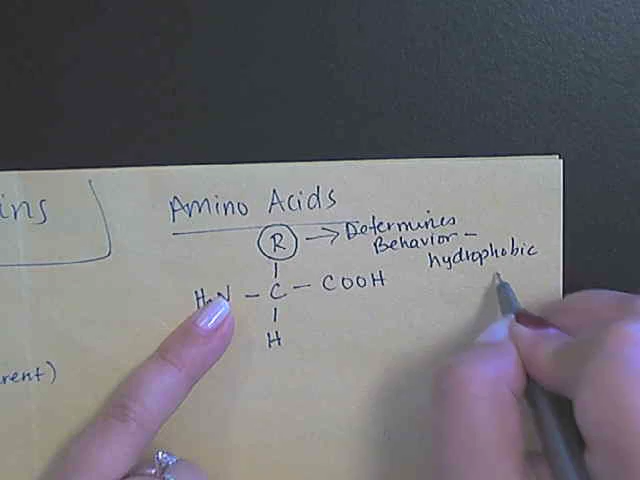 ins
Amino Acids
R → Determines
Behavior -
hydrophobic
H₂N - C - COOH
H
rent)